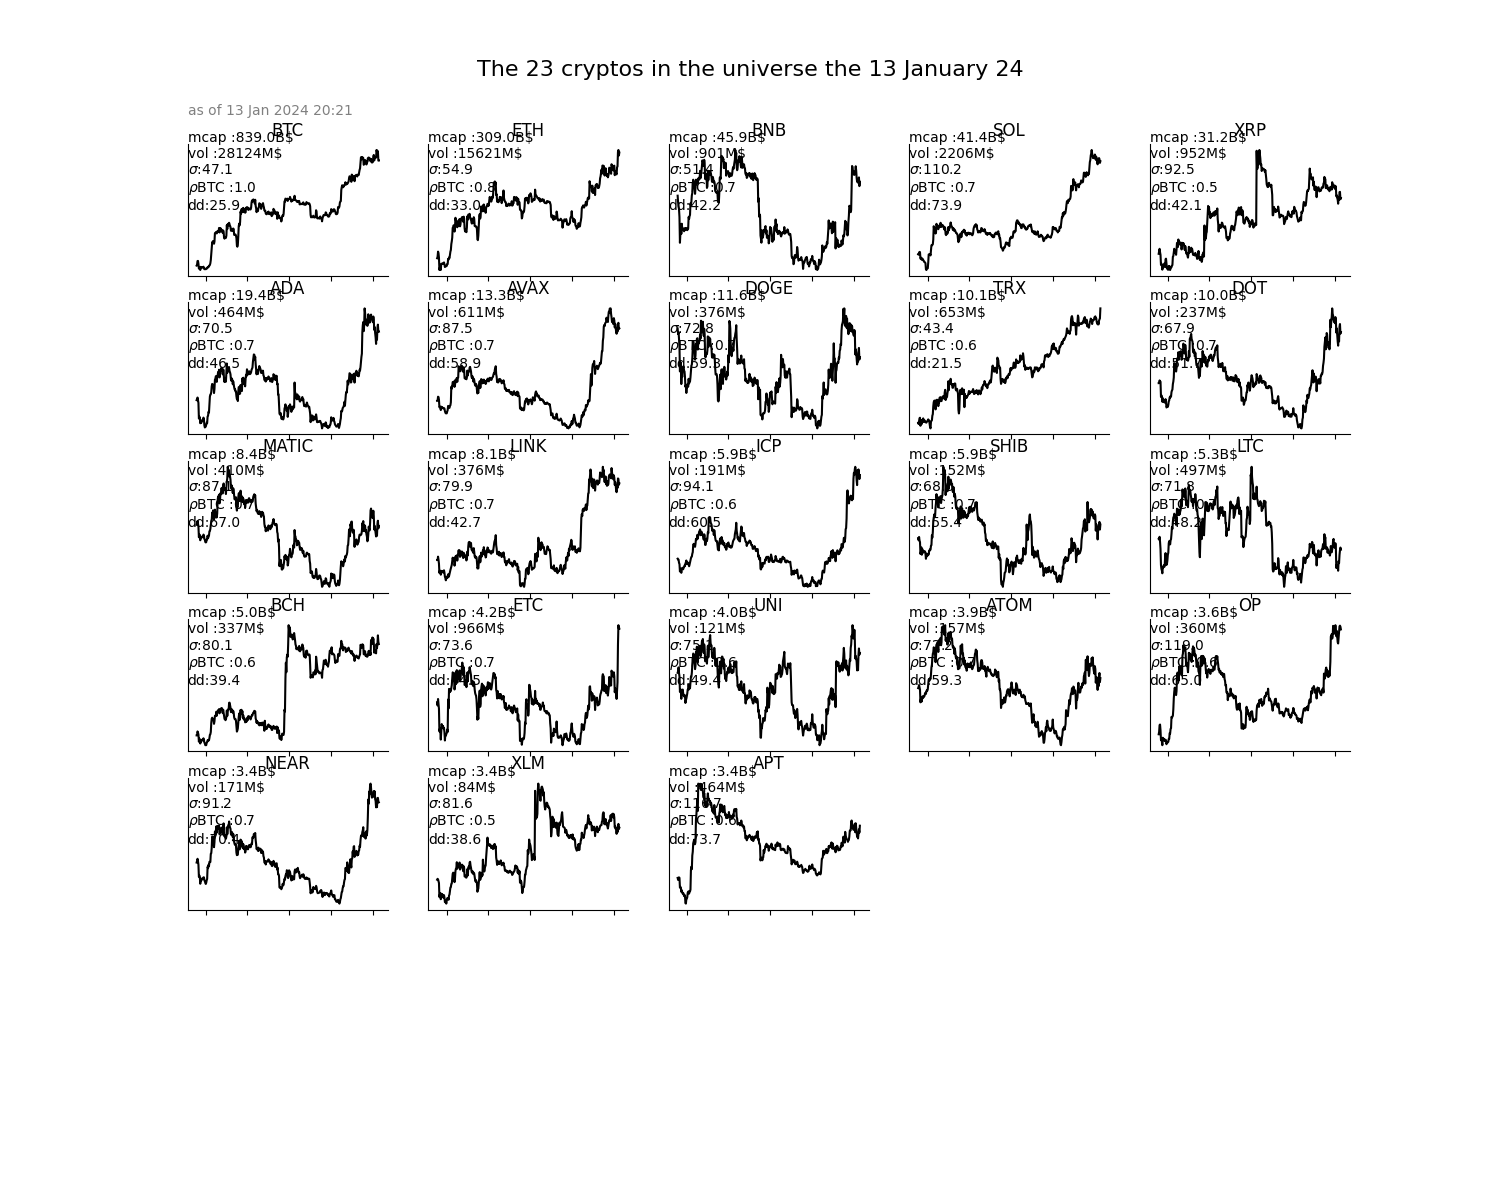 The 23 cryptos in the universe the 13 January 24
as of 13 Jan 2024 20:21
BTC
mcap :839.0B$
vol :28124M$
σ:47.1
ρBTC :1.0
dd:25.9
ETH
mcap :309.0B$
vol :15621M$
σ:54.9
ρBTC :0.8
dd:33.0
BNB
mcap :45.9B$
vol :901M$
σ:51.4
ρBTC :0.7
dd:42.2
SOL
mcap :41.4B$
vol :2206M$
σ:110.2
ρBTC :0.7
dd:73.9
XRP
mcap :31.2B$
vol :952M$
σ:92.5
ρBTC :0.5
dd:42.1
ADA
mcap :19.4B$
vol :464M$
σ:70.5
ρBTC :0.7
dd:46.5
AVAX
mcap :13.3B$
vol :611M$
σ:87.5
ρBTC :0.7
dd:58.9
DOGE
mcap :11.6B$
vol :376M$
σ:72.8
ρBTC
dd:59.3
TRX
mcap :10.1B$
vol :653M$
σ:43.4
ρBTC :0.6
dd:21.5
DOT
mcap :10.0B$
vol :237M$
σ:67.9
ρBTC :0.7
MATIC
mcap :8.4B$
vol :410M$
σ:87.1
ρBTC :0.7
dd:67.0
LINK
mcap :8.1B$
vol :376M$
σ:79.9
ρBTC :0.7
dd:42.7
ICP
mcap :5.9B$
vol :191M$
σ:94.1
ρBTC :0.6
dd:60.5
SHIB
mcap :5.9B$
vol :152M$
ρBTC :0.7
dd:55.4
LTC
mcap :5.3B$
vol :497M$
σ:71.8
ρBTC :0.7
dd:48.2
BCH
mcap :5.0B$
vol :337M$
σ:80.1
ρBTC :0.6
dd:39.4
ETC
mcap :4.2B$
vol :966M$
σ:73.6
ρBTC :0.7
UNI
mcap :4.0B$
vol :121M$
ρBTC :0.6
dd:49.4
ATOM
mcap :3.9B$
vol :157M$
ρBTC :0.7
dd:59.3
OP
mcap :3.6B$
vol :360M$
σ:119.0
ρBTC :0.6
dd:65.0
NEAR
mcap :3.4B$
vol :171M$
σ:91.2
ρBTC :0.7
dd:70.4
XLM
mcap :3.4B$
vol :84M$
σ:81.6
ρBTC :0.5
dd:38.6
APT
mcap :3.4B$
vol :464M$
ρBTC :0.6
dd:73.7